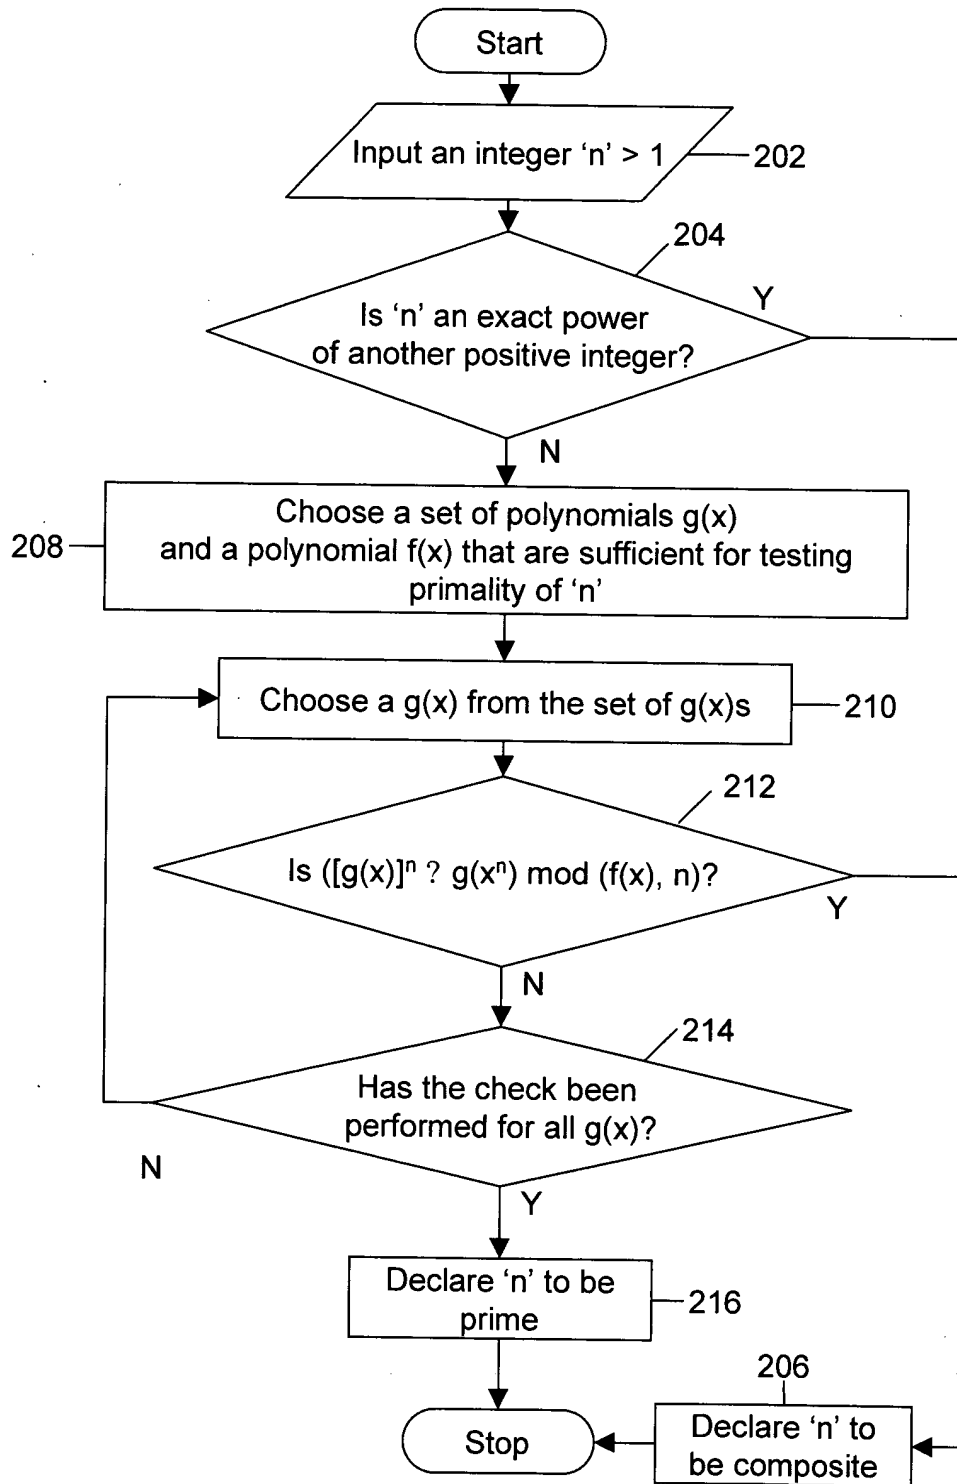 Start
Input an integer ‘n’ > 1
202
204
Is ‘n’ an exact power
of another positive integer?
Y
N
208
Choose a set of polynomials g(x)
and a polynomial f(x) that are sufficient for testing
primality of ‘n’
Choose a g(x) from the set of g(x)s
210
212
Is ([g(x)]ⁿ ? g(xⁿ) mod (f(x), n)?
Y
N
214
Has the check been
performed for all g(x)?
N
Y
Declare ‘n’ to be
prime
216
206
Stop
Declare ‘n’ to
be composite